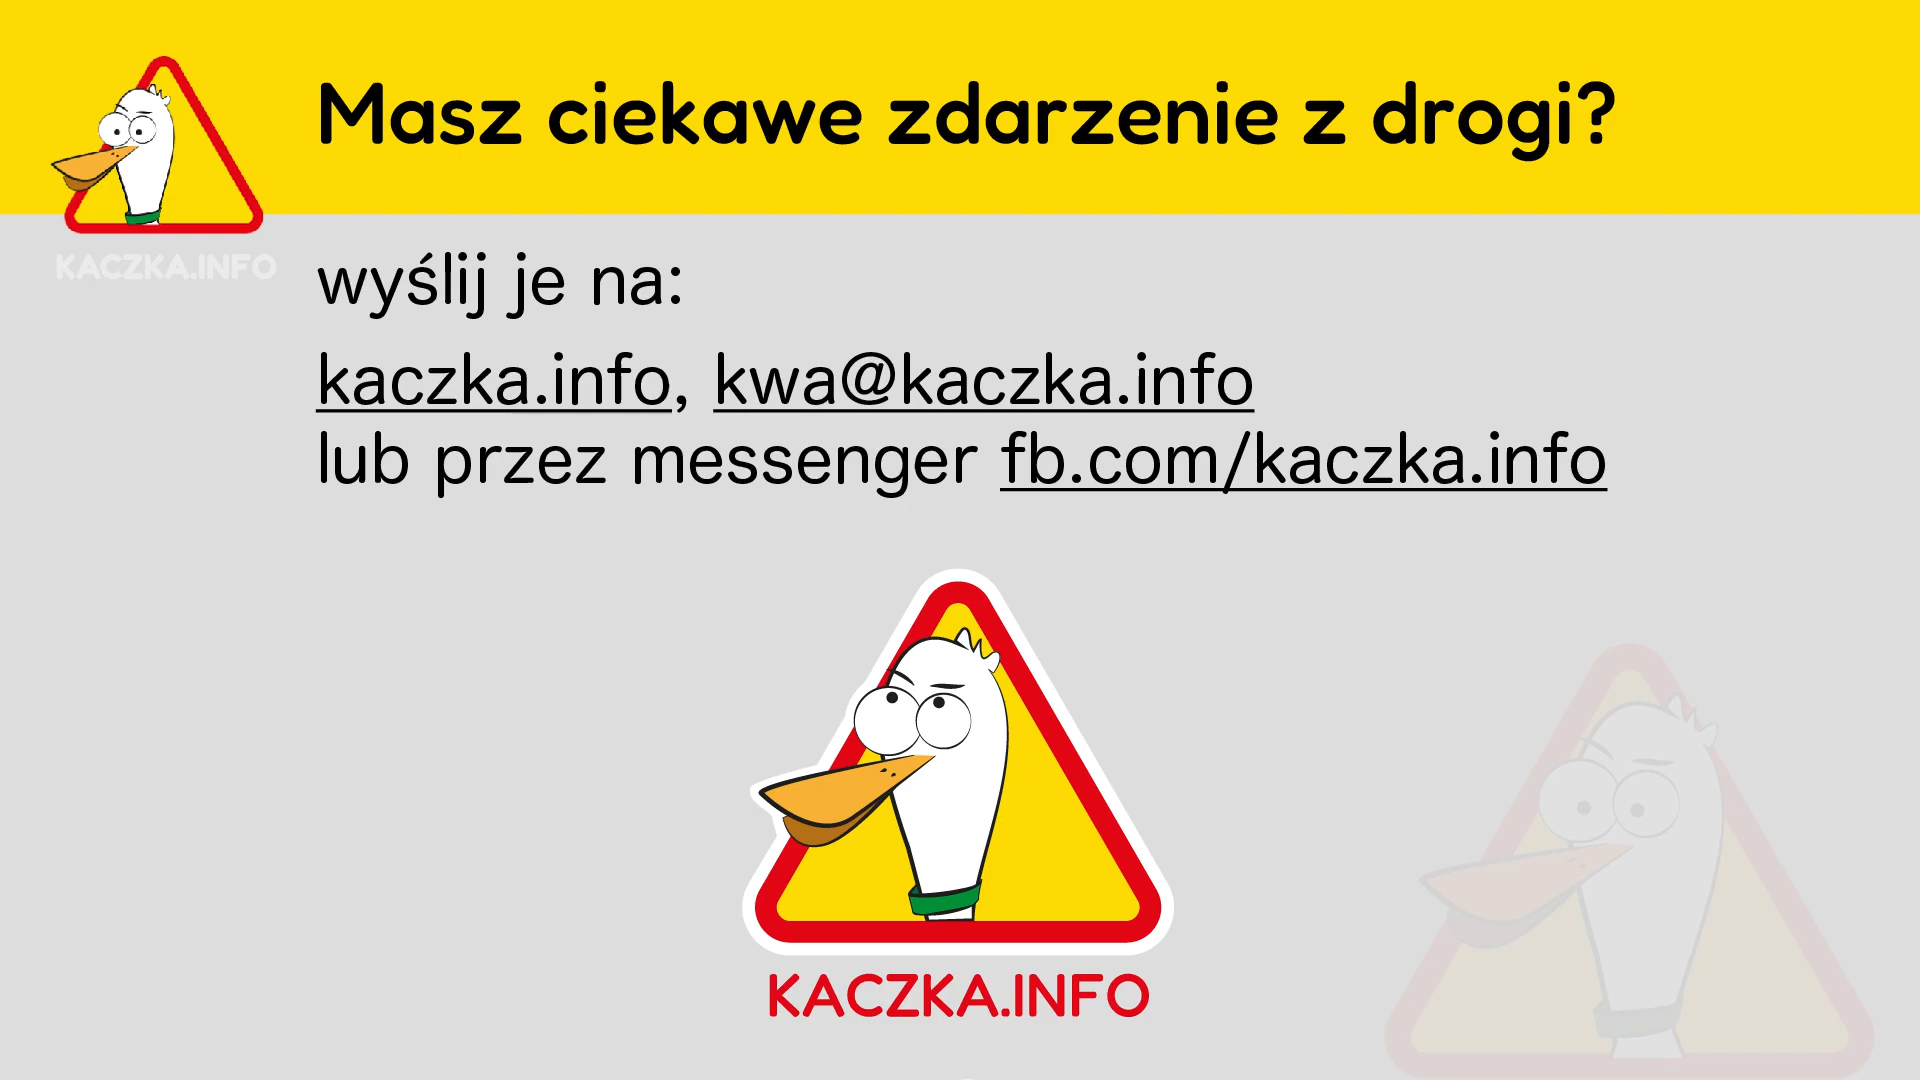 Masz ciekawe zdarzenie z drogi?
KACZKA.INFO
wyślij je na:
kaczka.info, kwa@kaczka.info
lub przez messenger fb.com/kaczka.info
KACZKA.INFO